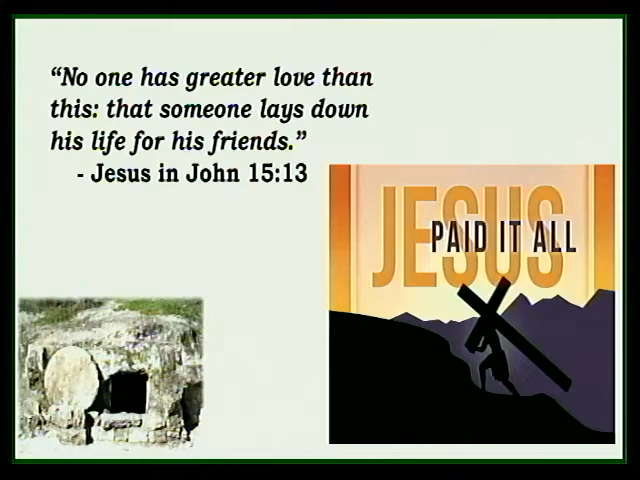 “No one has greater love than
this: that someone lays down
his life for his friends.”
- Jesus in John 15:13
JESUS
PAID IT ALL